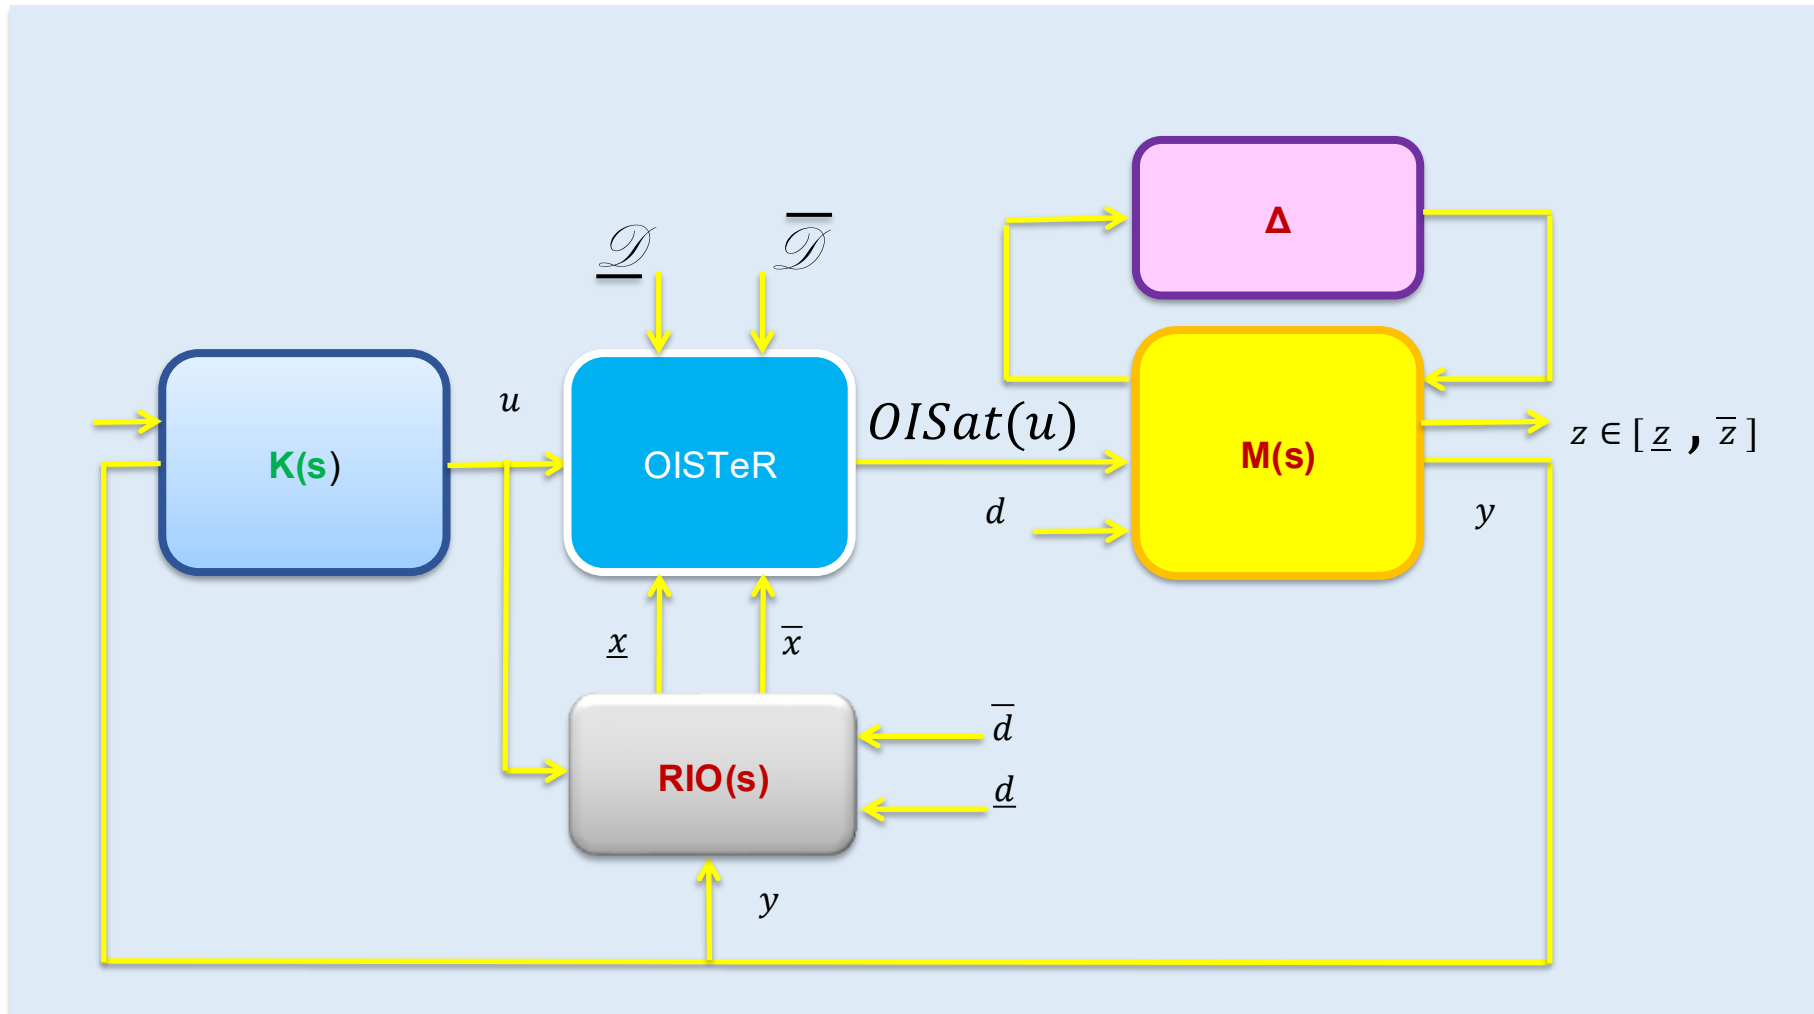 Δ
𝒟̲
𝒟̅
u
OISat(u)
K(s)
OISTeR
M(s)
z ∈ [ z̲ , z̅ ]
d
y
x̲
x̅
d̅
RIO(s)
d̲
y